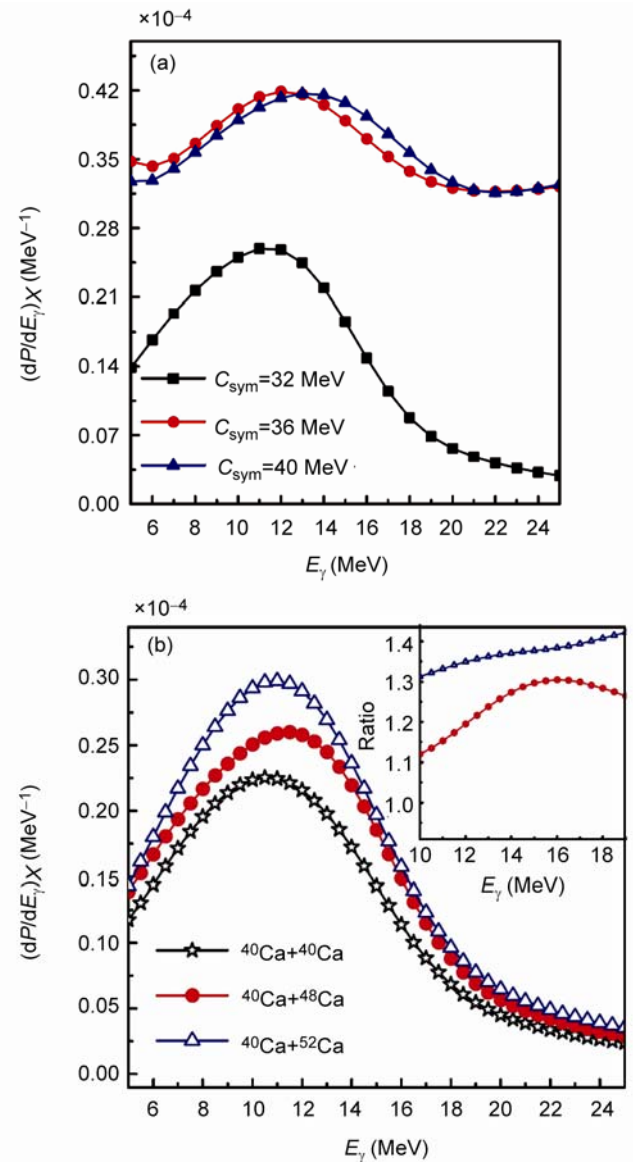 ×10⁻⁴
(a)
0.42
0.35
0.28
0.21
0.14
0.07
0.00
(dP/dEγ)χ (MeV⁻¹)
Csym=32 MeV
Csym=36 MeV
Csym=40 MeV
6 8 10 12 14 16 18 20 22 24
Eγ (MeV)
×10⁻⁴
(b)
0.30
0.25
0.20
0.15
0.10
0.05
0.00
(dP/dEγ)χ (MeV⁻¹)
1.4
1.3
1.2
1.1
1.0
Ratio
10 12 14 16 18
Eγ (MeV)
⁴⁰Ca+⁴⁰Ca
⁴⁰Ca+⁴⁸Ca
⁴⁰Ca+⁵²Ca
6 8 10 12 14 16 18 20 22 24
Eγ (MeV)